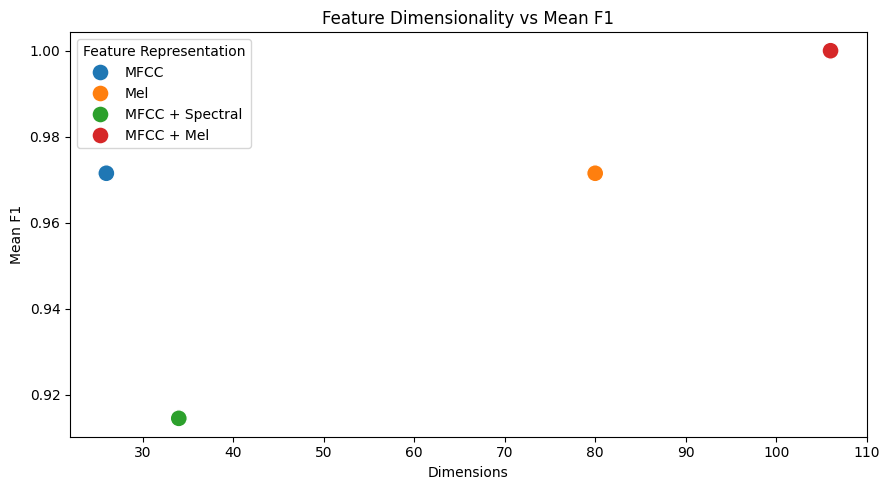 Feature Dimensionality vs Mean F1
Feature Representation
MFCC
Mel
MFCC + Spectral
MFCC + Mel
Mean F1
1.00
0.98
0.96
0.94
0.92
30 40 50 60 70 80 90 100 110
Dimensions